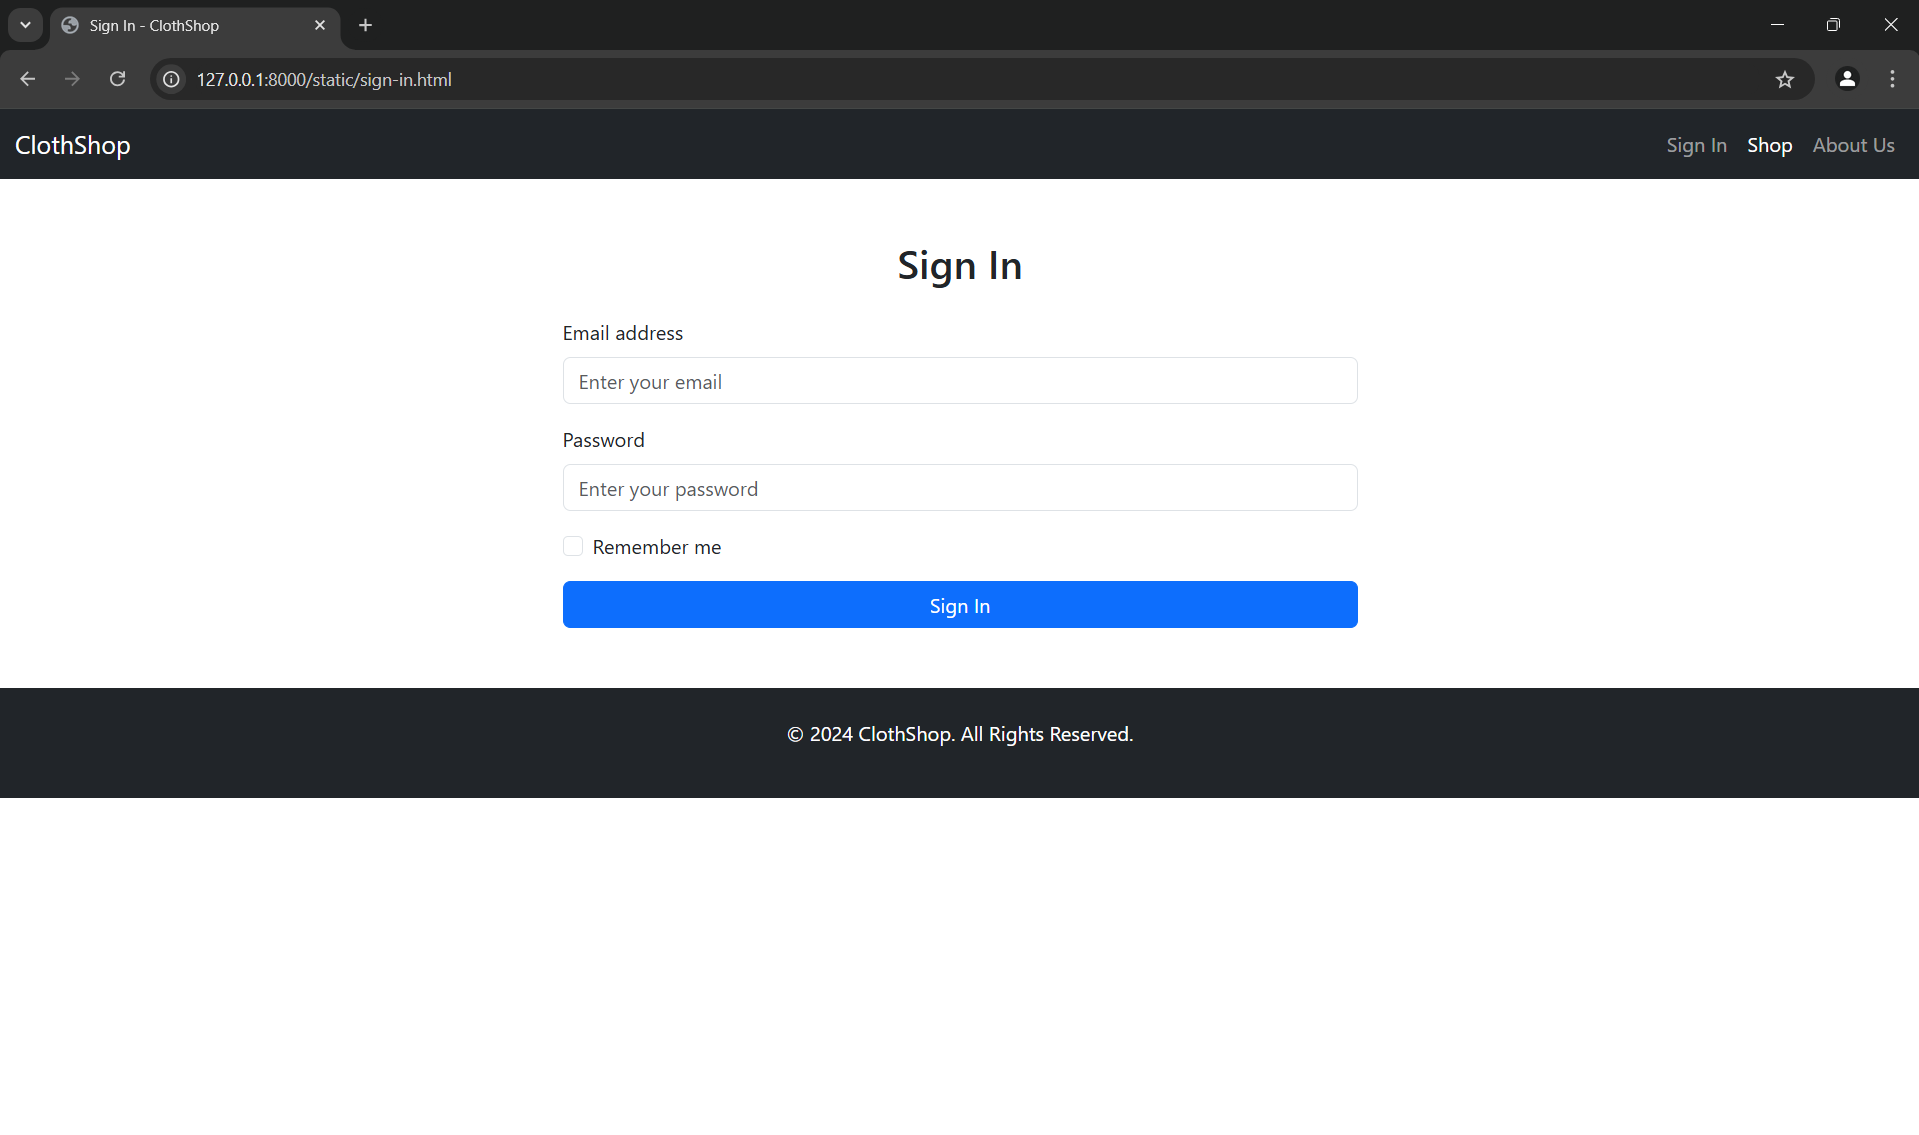 Sign In - ClothShop
127.0.0.1:8000/static/sign-in.html
ClothShop
Sign In Shop About Us
Sign In
Email address
Enter your email
Password
Enter your password
Remember me
Sign In
© 2024 ClothShop. All Rights Reserved.